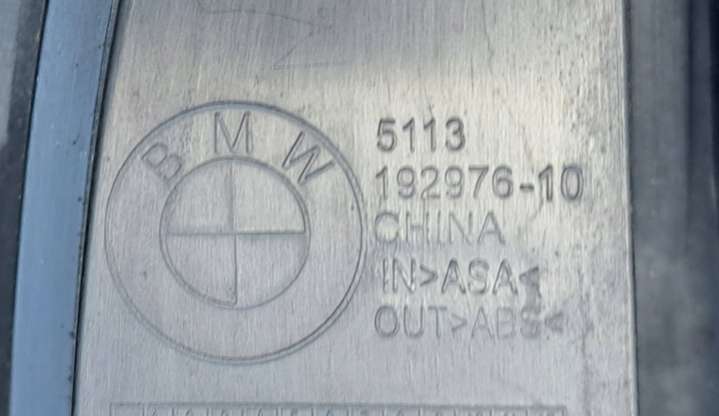 BMW
5113
192976-10
CHINA
IN>ASA<
OUT>ABS<